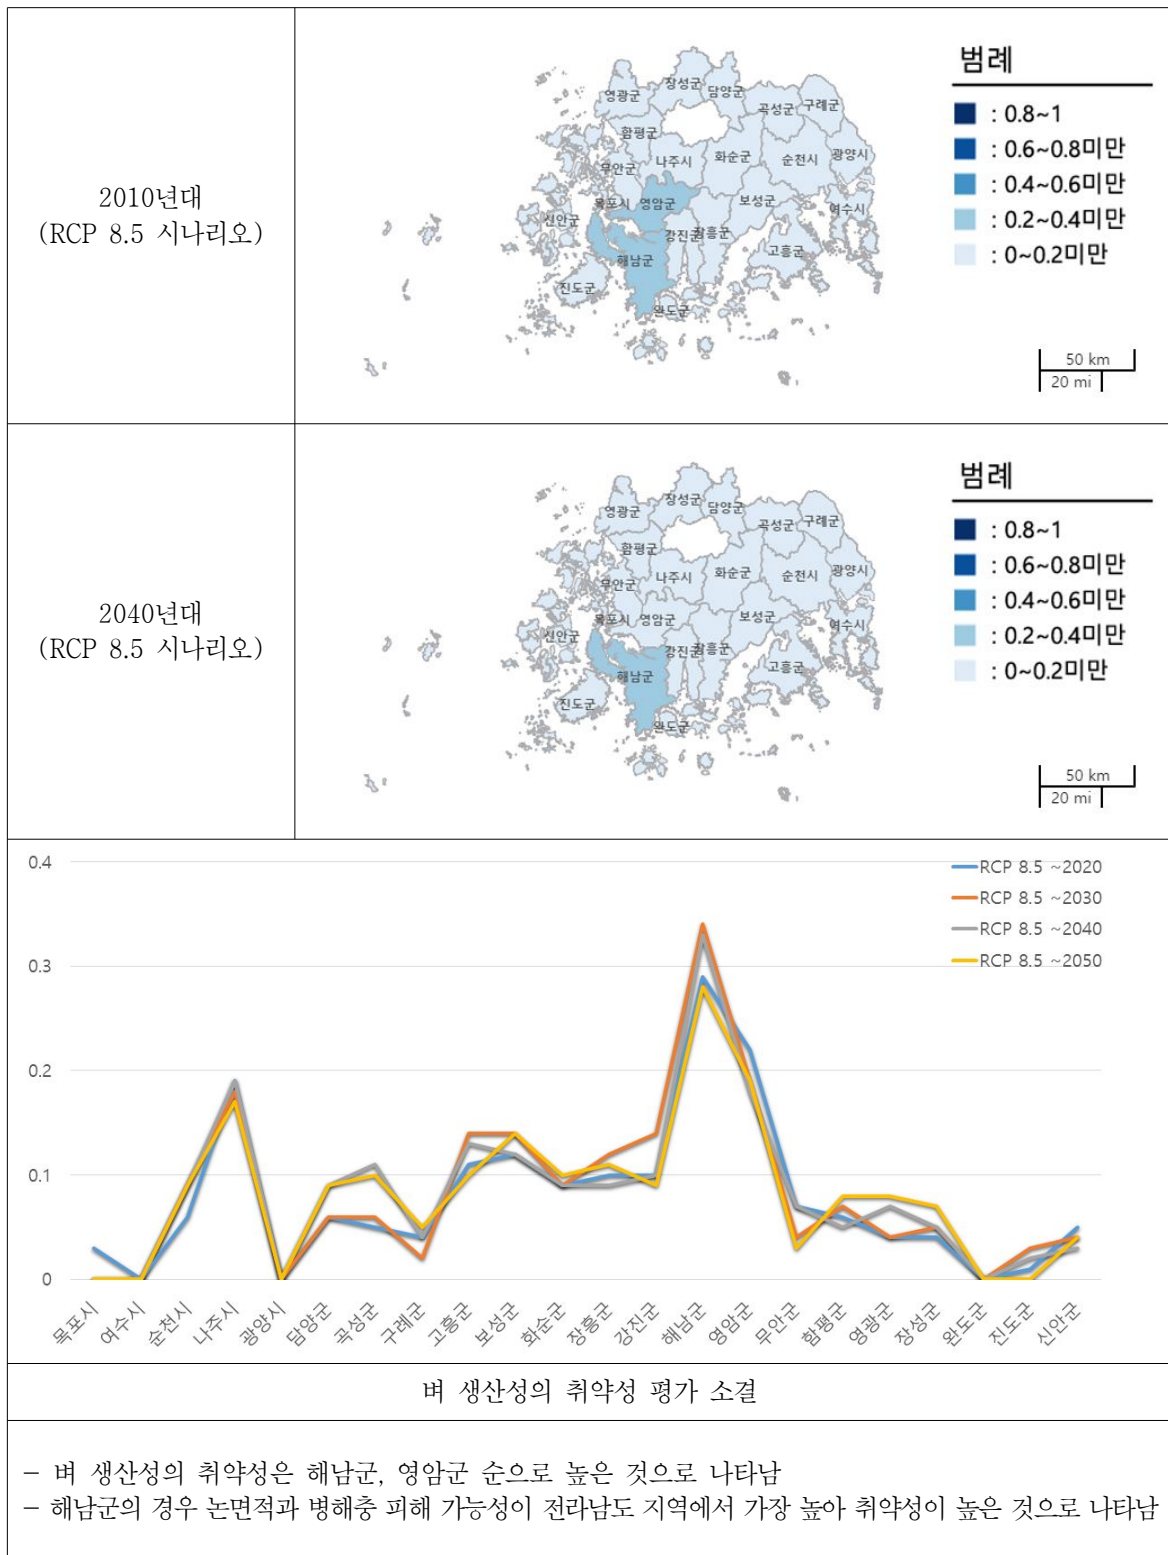 2010년대
(RCP 8.5 시나리오)
영광군
장성군
담양군
곡성군
구례군
함평군
나주시
화순군
순천시
광양시
무안군
목포시
영암군
보성군
여수시
신안군
강진군
장흥군
고흥군
해남군
진도군
완도군
범례
: 0.8~1
: 0.6~0.8미만
: 0.4~0.6미만
: 0.2~0.4미만
: 0~0.2미만
50 km
20 mi
2040년대
(RCP 8.5 시나리오)
영광군
장성군
담양군
곡성군
구례군
함평군
나주시
화순군
순천시
광양시
무안군
목포시
영암군
보성군
여수시
신안군
강진군
장흥군
고흥군
해남군
진도군
완도군
범례
: 0.8~1
: 0.6~0.8미만
: 0.4~0.6미만
: 0.2~0.4미만
: 0~0.2미만
50 km
20 mi
0.4
0.3
0.2
0.1
0
RCP 8.5 ~2020
RCP 8.5 ~2030
RCP 8.5 ~2040
RCP 8.5 ~2050
목포시
여수시
순천시
나주시
광양시
담양군
곡성군
구례군
고흥군
보성군
화순군
장흥군
강진군
해남군
영암군
무안군
함평군
영광군
장성군
완도군
진도군
신안군
벼 생산성의 취약성 평가 소결
- 벼 생산성의 취약성은 해남군, 영암군 순으로 높은 것으로 나타남
- 해남군의 경우 논면적과 병해충 피해 가능성이 전라남도 지역에서 가장 높아 취약성이 높은 것으로 나타남